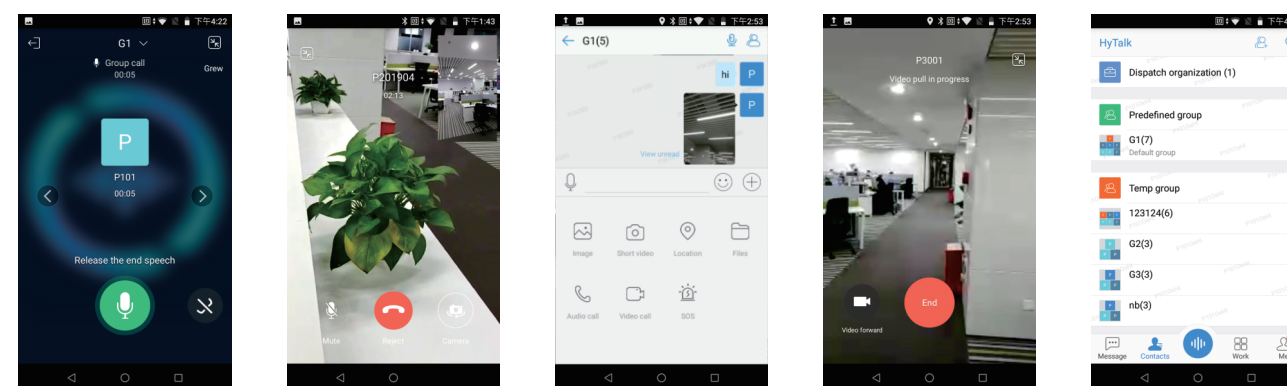 下午4:22
G1
Group call
00:05
Grew
P
P101
00:05
Release the end speech
下午1:43
P201904
02:13
Mute
Reject
Camera
下午2:53
G1(5)
hi
P
P
View unread
Image
Short video
Location
Files
Audio call
Video call
SOS
下午2:53
P3001
Video pull in progress
End
Video forward
HyTalk
Dispatch organization (1)
Predefined group
G1(7)
Default group
Temp group
123124(6)
G2(3)
G3(3)
nb(3)
Message
Contacts
Work